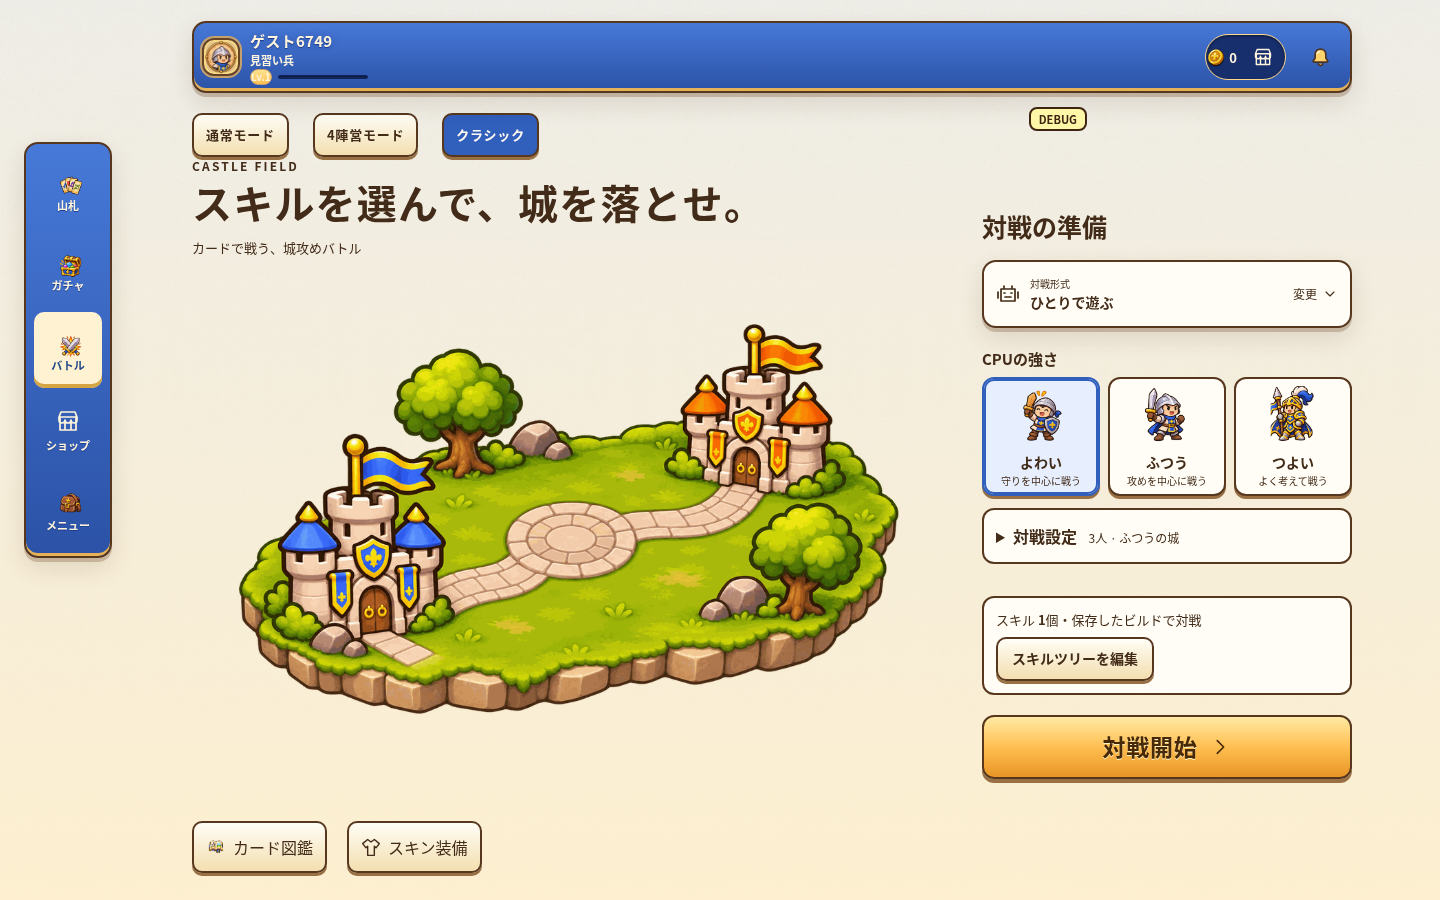 ゲスト6749
見習い兵
Lv.1
0
通常モード
4陣営モード
クラシック
DEBUG
CASTLE FIELD
スキルを選んで、城を落とせ。
カードで戦う、城攻めバトル
山札
ガチャ
バトル
ショップ
メニュー
対戦の準備
対戦形式
ひとりで遊ぶ
変更
CPUの強さ
よわい
守りを中心に戦う
ふつう
攻めを中心に戦う
つよい
よく考えて戦う
対戦設定 3人 · ふつうの城
スキル 1個・保存したビルドで対戦
スキルツリーを編集
対戦開始
カード図鑑
スキン装備